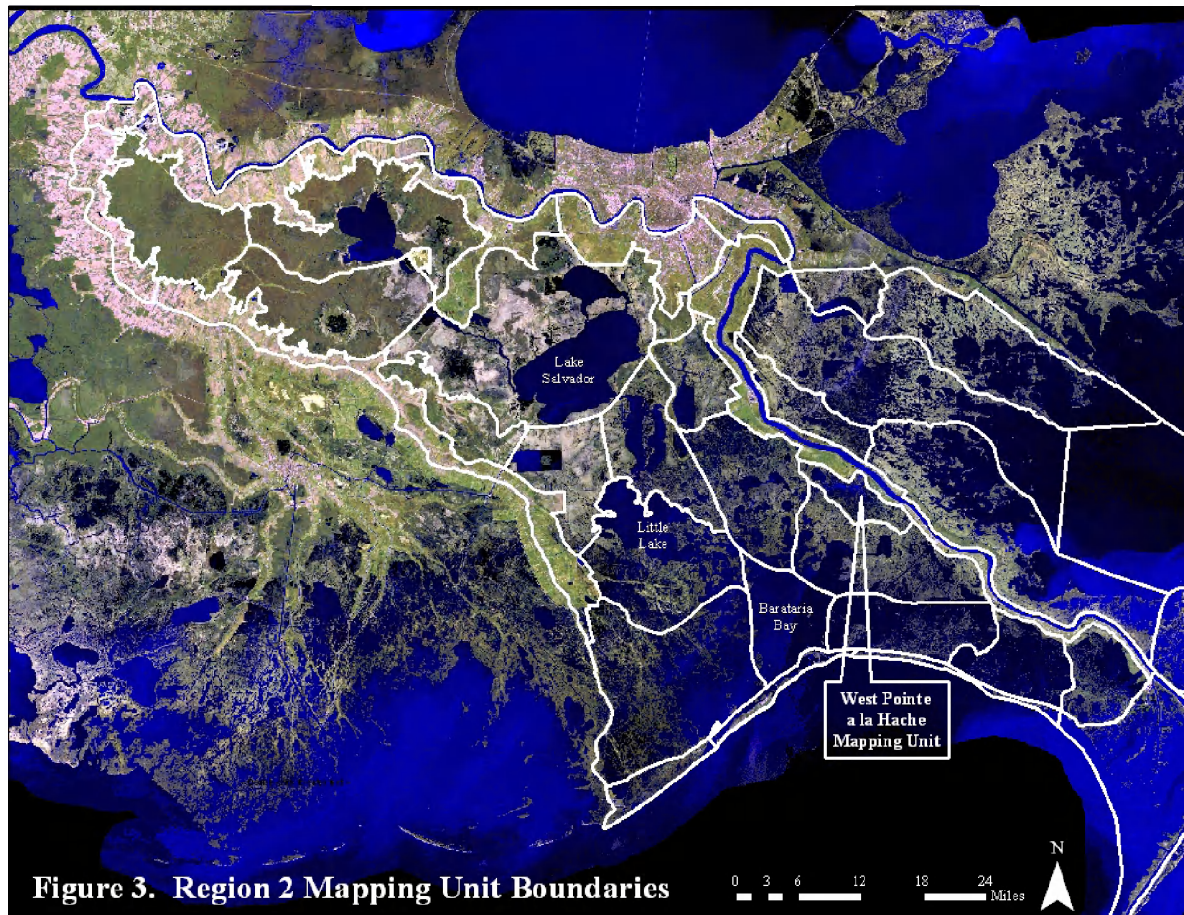 Lake
Salvador
Little
Lake
Barataria
Bay
West Pointe
a la Hache
Mapping Unit
N
0 3 6 12 18 24
Miles
Figure 3. Region 2 Mapping Unit Boundaries